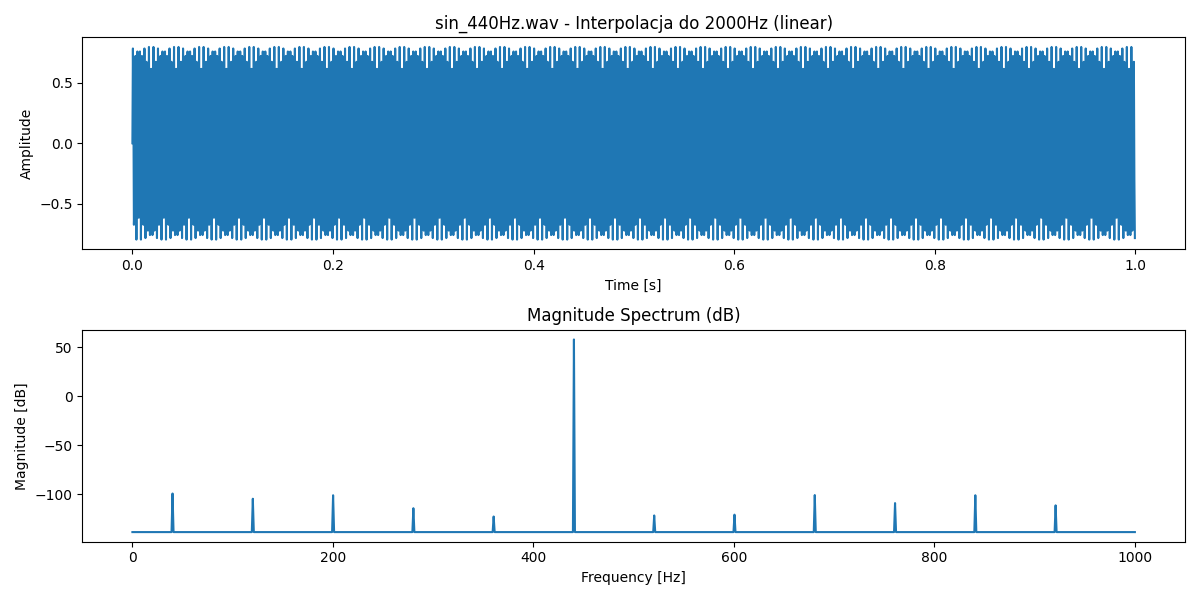 sin_440Hz.wav - Interpolacja do 2000Hz (linear)
Amplitude
0.5
0.0
−0.5
0.0 0.2 0.4 0.6 0.8 1.0
Time [s]
Magnitude Spectrum (dB)
Magnitude [dB]
50
0
−50
−100
0 200 400 600 800 1000
Frequency [Hz]